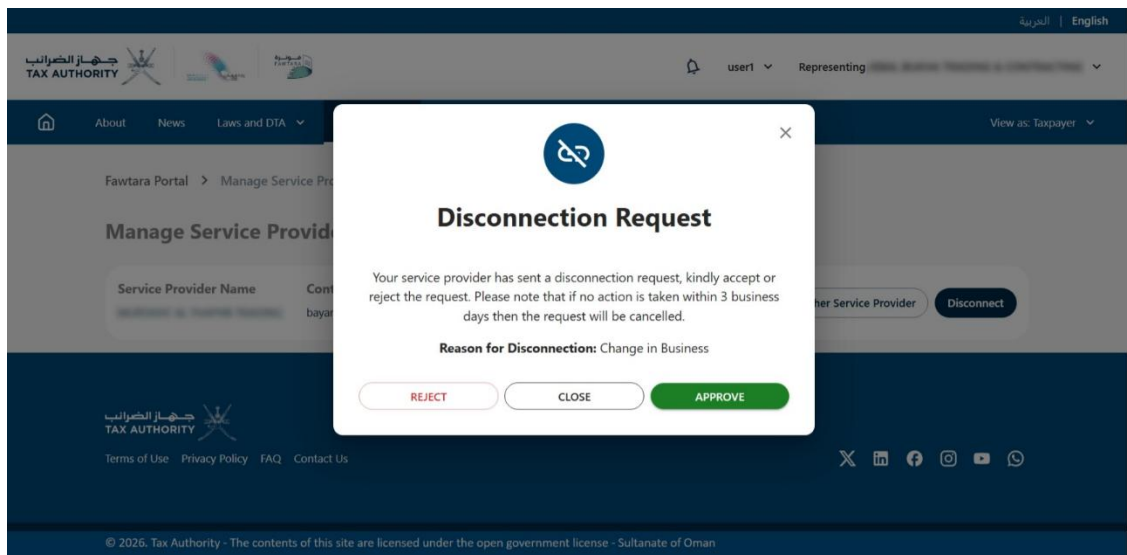 العربية | English
جهاز الضرائب
TAX AUTHORITY
فوترة
Fawtara
user1
Representing
About News Laws and DTA
View as: Taxpayer
Fawtara Portal > Manage Service Pro
Manage Service Provid
Service Provider Name
Cont
bayar
her Service Provider
Disconnect
Disconnection Request
Your service provider has sent a disconnection request, kindly accept or
reject the request. Please note that if no action is taken within 3 business
days then the request will be cancelled.
Reason for Disconnection: Change in Business
REJECT CLOSE APPROVE
جهاز الضرائب
TAX AUTHORITY
Terms of Use Privacy Policy FAQ Contact Us
© 2026. Tax Authority - The contents of this site are licensed under the open government license - Sultanate of Oman